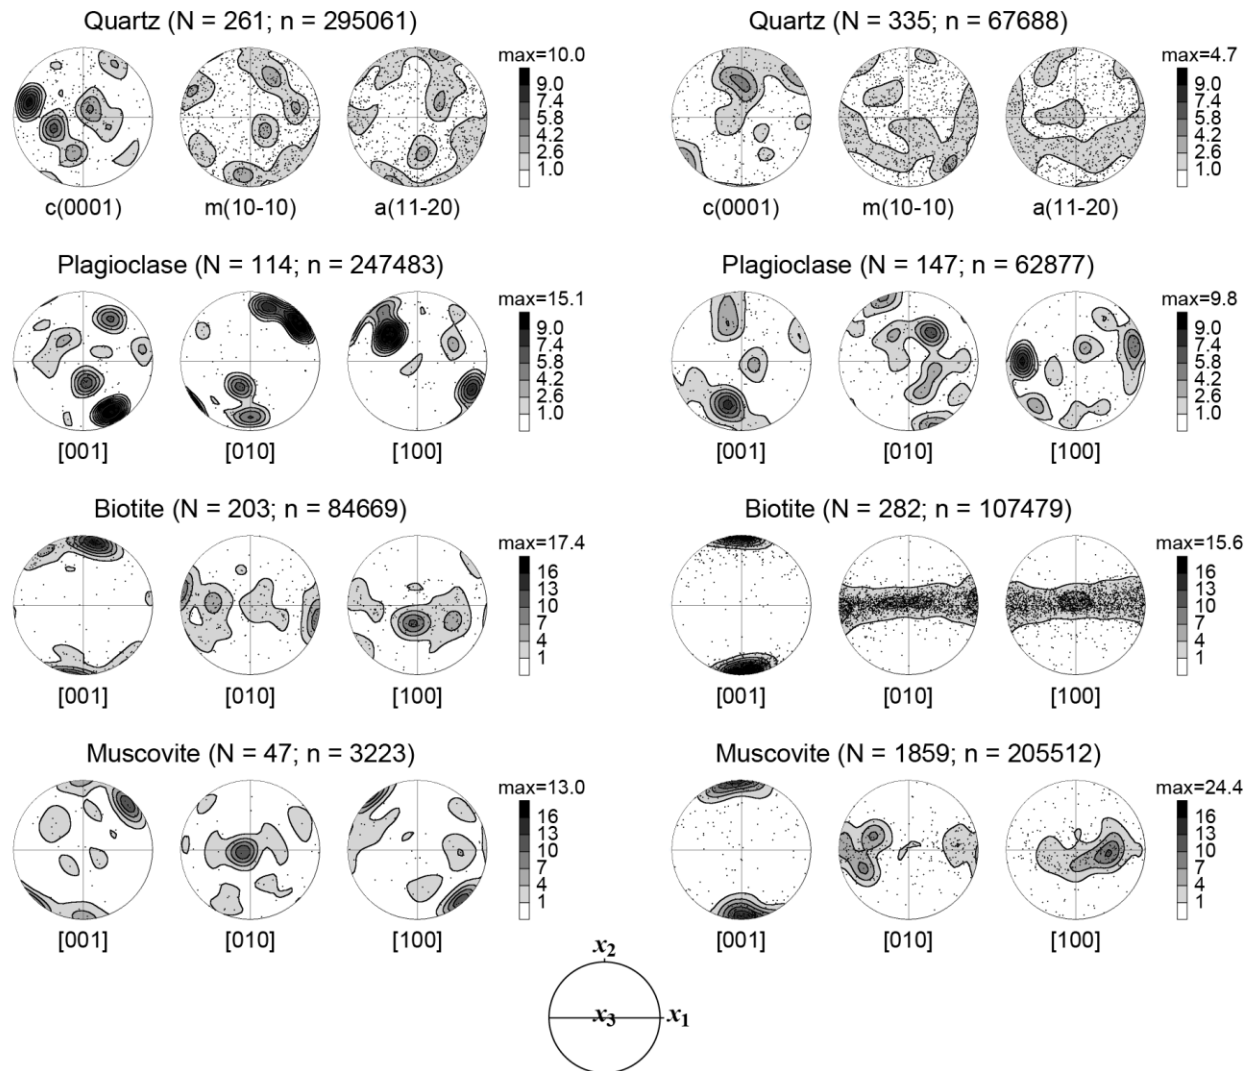 Quartz (N = 261; n = 295061)
max=10.0
9.0
7.4
5.8
4.2
2.6
1.0
c(0001) m(10-10) a(11-20)
Quartz (N = 335; n = 67688)
max=4.7
9.0
7.4
5.8
4.2
2.6
1.0
c(0001) m(10-10) a(11-20)
Plagioclase (N = 114; n = 247483)
max=15.1
9.0
7.4
5.8
4.2
2.6
1.0
[001] [010] [100]
Plagioclase (N = 147; n = 62877)
max=9.8
9.0
7.4
5.8
4.2
2.6
1.0
[001] [010] [100]
Biotite (N = 203; n = 84669)
max=17.4
16
13
10
7
4
1
[001] [010] [100]
Biotite (N = 282; n = 107479)
max=15.6
16
13
10
7
4
1
[001] [010] [100]
Muscovite (N = 47; n = 3223)
max=13.0
16
13
10
7
4
1
[001] [010] [100]
Muscovite (N = 1859; n = 205512)
max=24.4
16
13
10
7
4
1
[001] [010] [100]
x2
x3 x1